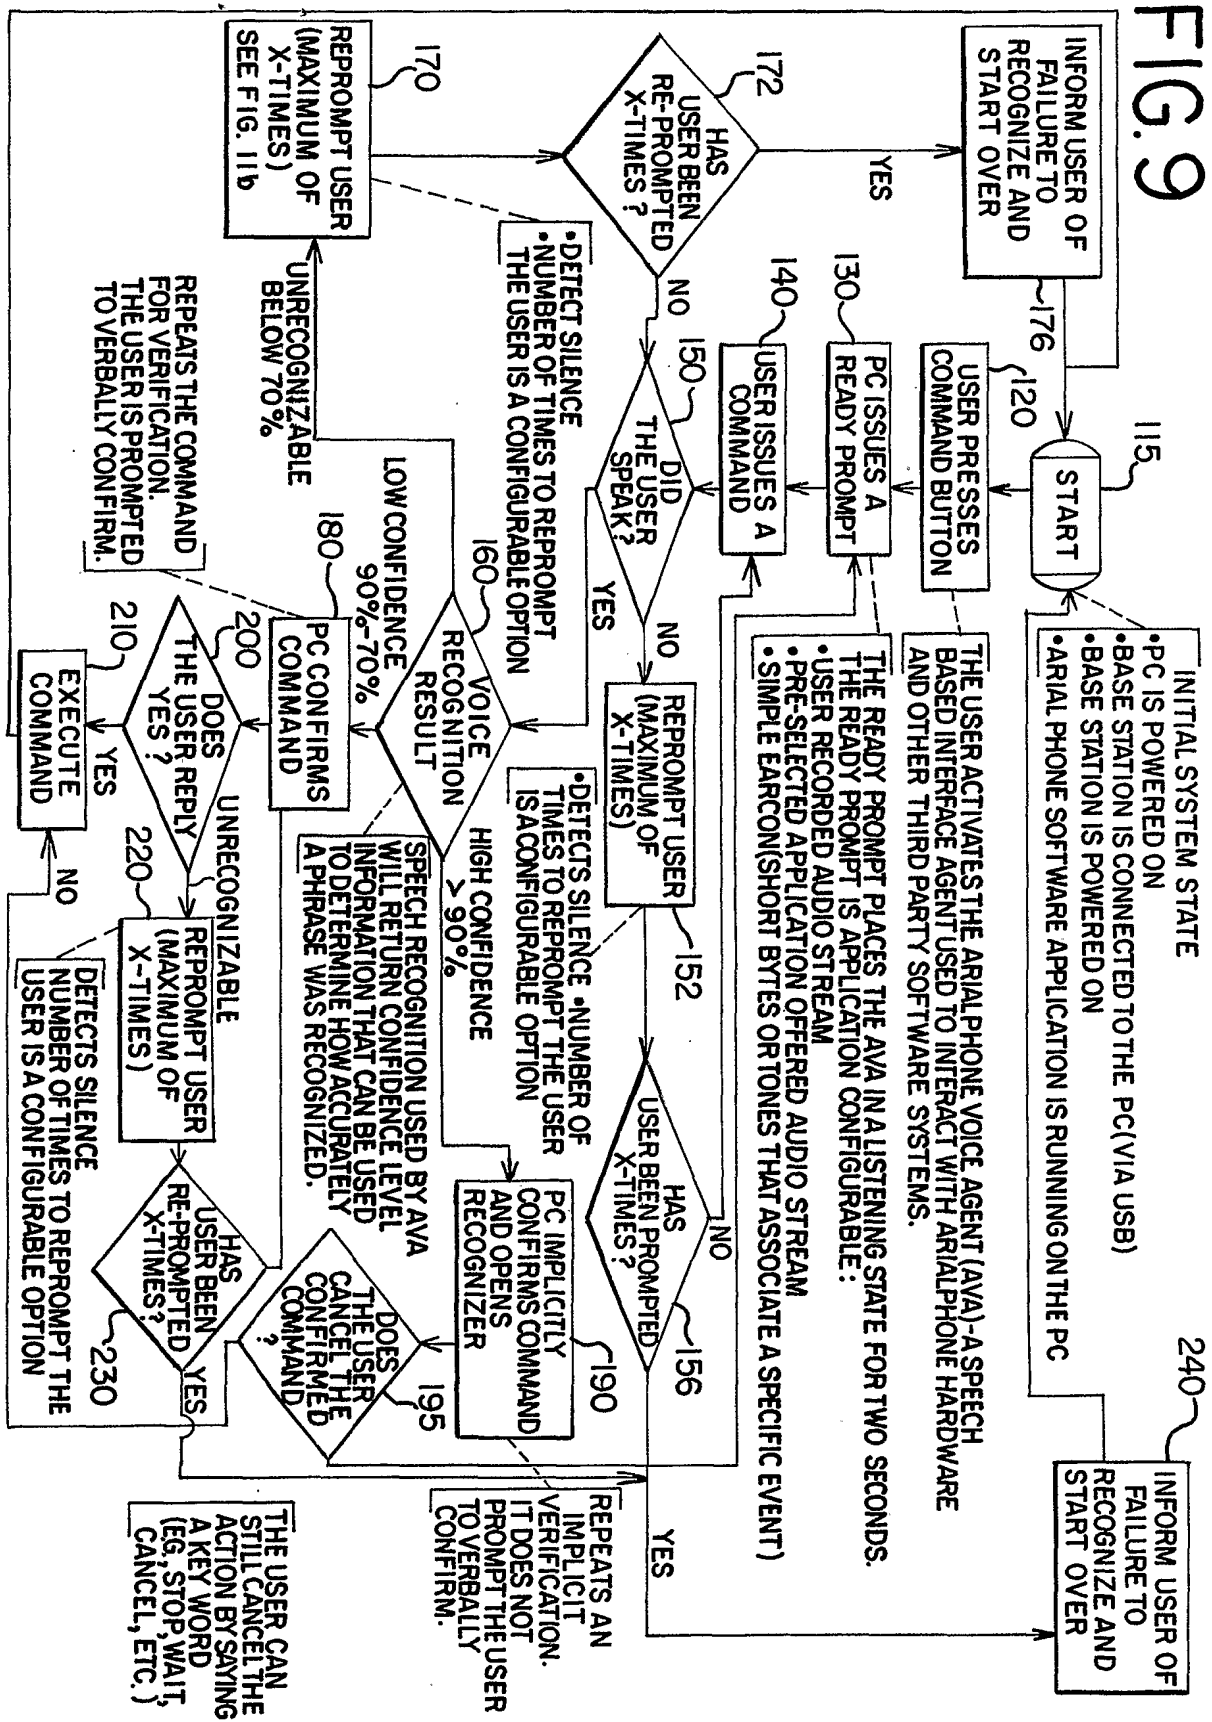 FIG. 9
INFORM USER OF
FAILURE TO
RECOGNIZE AND
START OVER
176
YES
172
HAS
USER BEEN
RE-PROMPTED
X-TIMES ?
NO
170
REPROMPT USER
(MAXIMUM OF
X-TIMES)
SEE FIG. 11b
• DETECT SILENCE
• NUMBER OF TIMES TO REPROMPT
THE USER IS A CONFIGURABLE OPTION
UNRECOGNIZABLE
BELOW 70%
115
START
INITIAL SYSTEM STATE
• PC IS POWERED ON
• BASE STATION IS CONNECTED TO THE PC (VIA USB)
• BASE STATION IS POWERED ON
• ARIAL PHONE SOFTWARE APPLICATION IS RUNNING ON THE PC
120
USER PRESSES
COMMAND BUTTON
THE USER ACTIVATES THE ARIALPHONE VOICE AGENT (AVA)-A SPEECH
BASED INTERFACE AGENT USED TO INTERACT WITH ARIALPHONE HARDWARE
AND OTHER THIRD PARTY SOFTWARE SYSTEMS.
130
PC ISSUES A
READY PROMPT
THE READY PROMPT PLACES THE AVA IN A LISTENING STATE FOR TWO SECONDS.
THE READY PROMPT IS APPLICATION CONFIGURABLE :
• USER RECORDED AUDIO STREAM
• PRE-SELECTED APPLICATION OFFERED AUDIO STREAM
• SIMPLE EARCON (SHORT BYTES OR TONES THAT ASSOCIATE A SPECIFIC EVENT)
140
USER ISSUES A
COMMAND
150
DID
THE USER
SPEAK?
NO
YES
REPROMPT USER
(MAXIMUM OF
X-TIMES)
152
• DETECTS SILENCE • NUMBER OF
TIMES TO REPROMPT THE USER
IS A CONFIGURABLE OPTION
HAS
USER BEEN PROMPTED
X-TIMES ?
156
NO
YES
240
INFORM USER OF
FAILURE TO
RECOGNIZE AND
START OVER
160
VOICE
RECOGNITION
RESULT
LOW CONFIDENCE
90%-70%
HIGH CONFIDENCE
> 90%
SPEECH RECOGNITION USED BY AVA
WILL RETURN CONFIDENCE LEVEL
INFORMATION THAT CAN BE USED
TO DETERMINE HOW ACCURATELY
A PHRASE WAS RECOGNIZED.
PC IMPLICITLY
CONFIRMS COMMAND
AND OPENS
RECOGNIZER
190
REPEATS AN
IMPLICIT
VERIFICATION.
IT DOES NOT
PROMPT THE USER
TO VERBALLY
CONFIRM.
DOES
THE USER
CANCEL THE
CONFIRMED
COMMAND
?
195
180
PC CONFIRMS
COMMAND
REPEATS THE COMMAND
FOR VERIFICATION.
THE USER IS PROMPTED
TO VERBALLY CONFIRM.
200
DOES
THE USER REPLY
YES ?
YES
UNRECOGNIZABLE
210
EXECUTE
COMMAND
NO
220
REPROMPT USER
(MAXIMUM OF
X-TIMES)
DETECTS SILENCE
NUMBER OF TIMES TO REPROMPT THE
USER IS A CONFIGURABLE OPTION
HAS
USER BEEN
RE-PROMPTED
X-TIMES?
230
YES
THE USER CAN
STILL CANCEL THE
ACTION BY SAYING
A KEY WORD
(EG., STOP, WAIT,
CANCEL, ETC. )